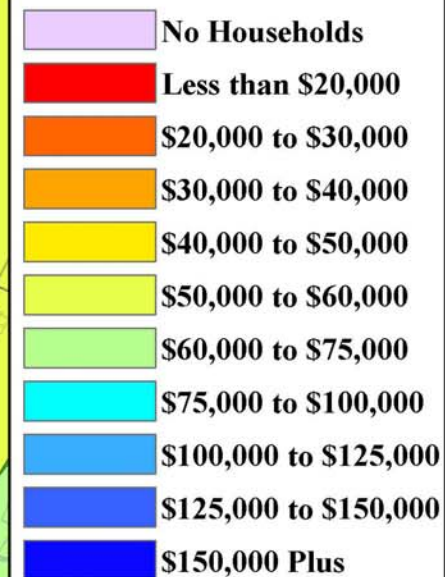 No Households
Less than $20,000
$20,000 to $30,000
$30,000 to $40,000
$40,000 to $50,000
$50,000 to $60,000
$60,000 to $75,000
$75,000 to $100,000
$100,000 to $125,000
$125,000 to $150,000
$150,000 Plus